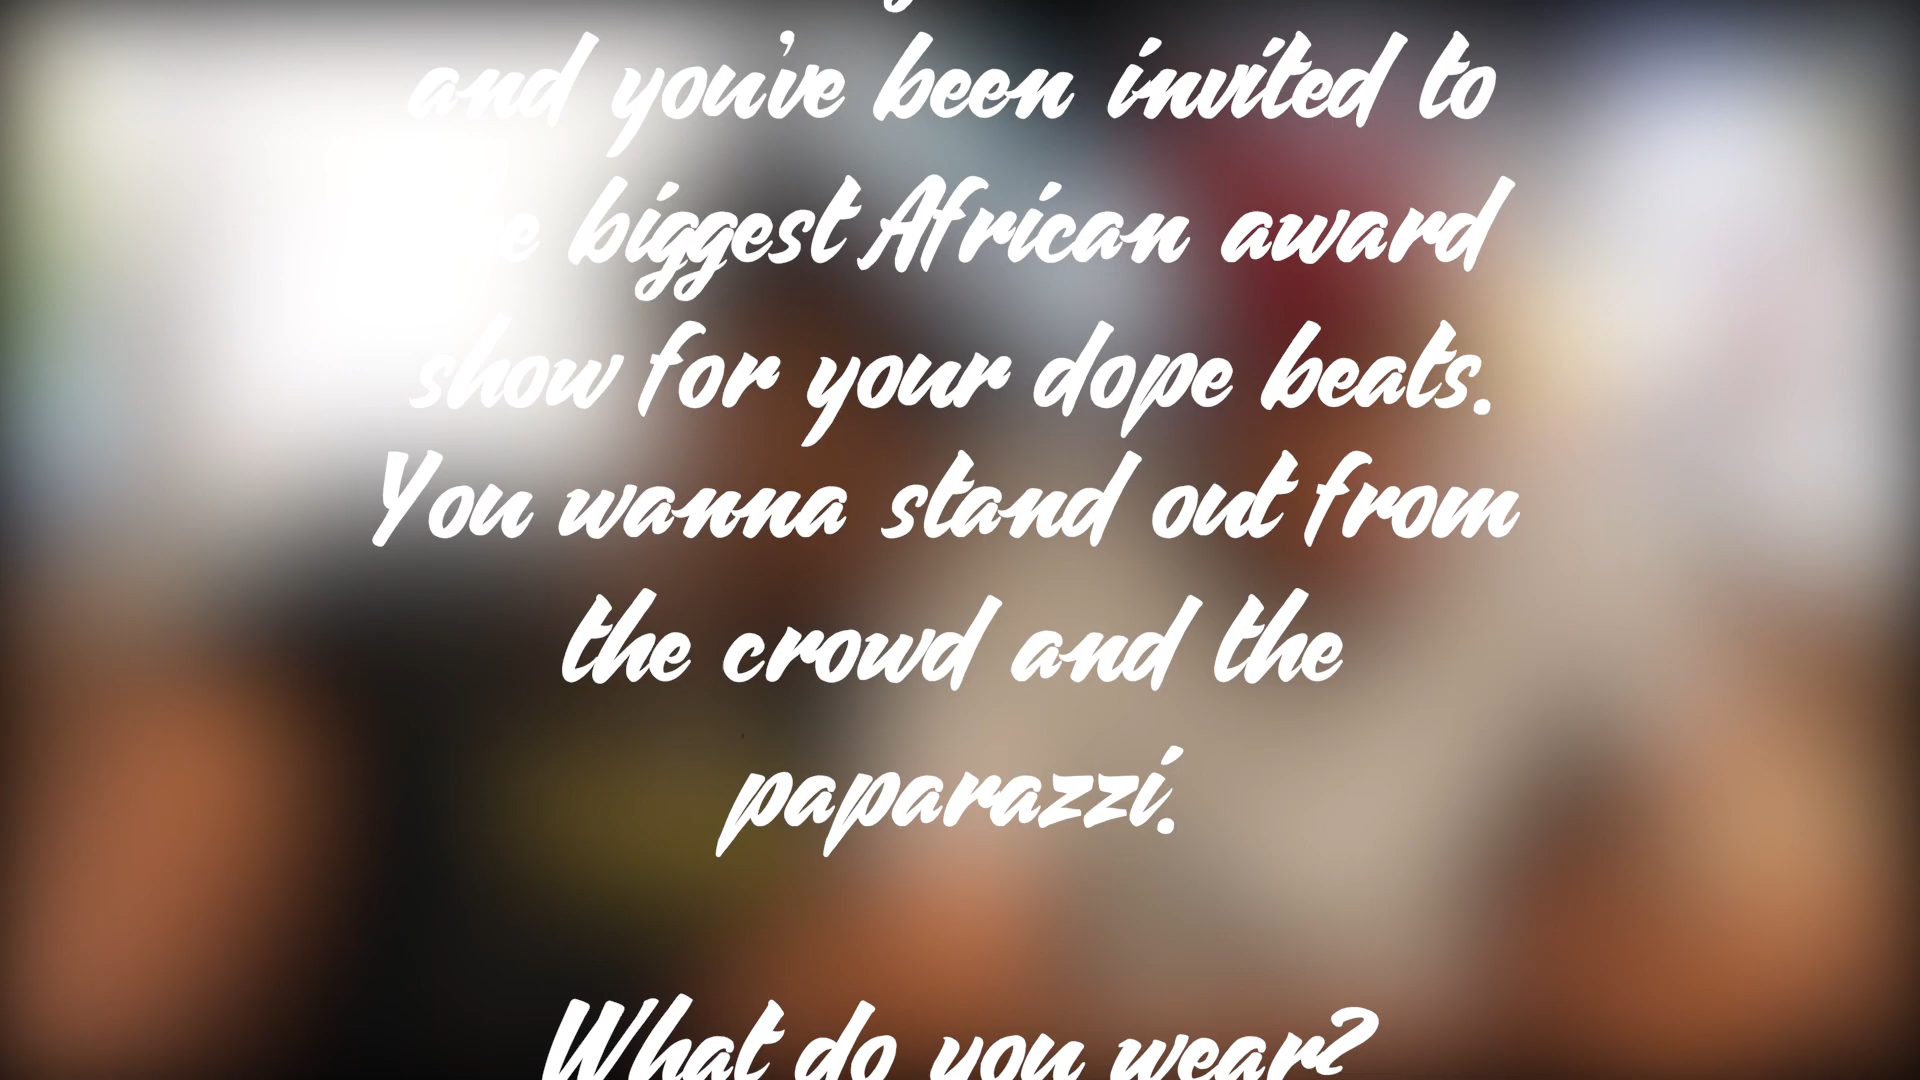 and you've been invited to
the biggest African award
show for your dope beats.
You wanna stand out from
the crowd and the
paparazzi.
What do you wear?